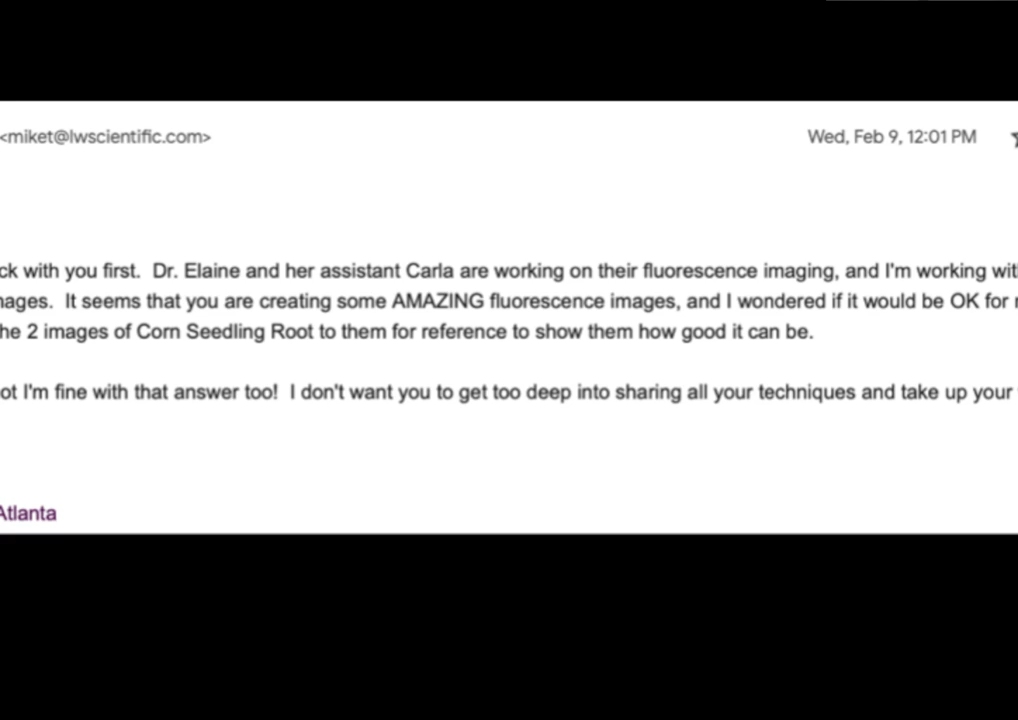 <miket@lwscientific.com> Wed, Feb 9, 12:01 PM
ck with you first. Dr. Elaine and her assistant Carla are working on their fluorescence imaging, and I'm working wit
ages. It seems that you are creating some AMAZING fluorescence images, and I wondered if it would be OK for
he 2 images of Corn Seedling Root to them for reference to show them how good it can be.
ot I'm fine with that answer too! I don't want you to get too deep into sharing all your techniques and take up your
Atlanta